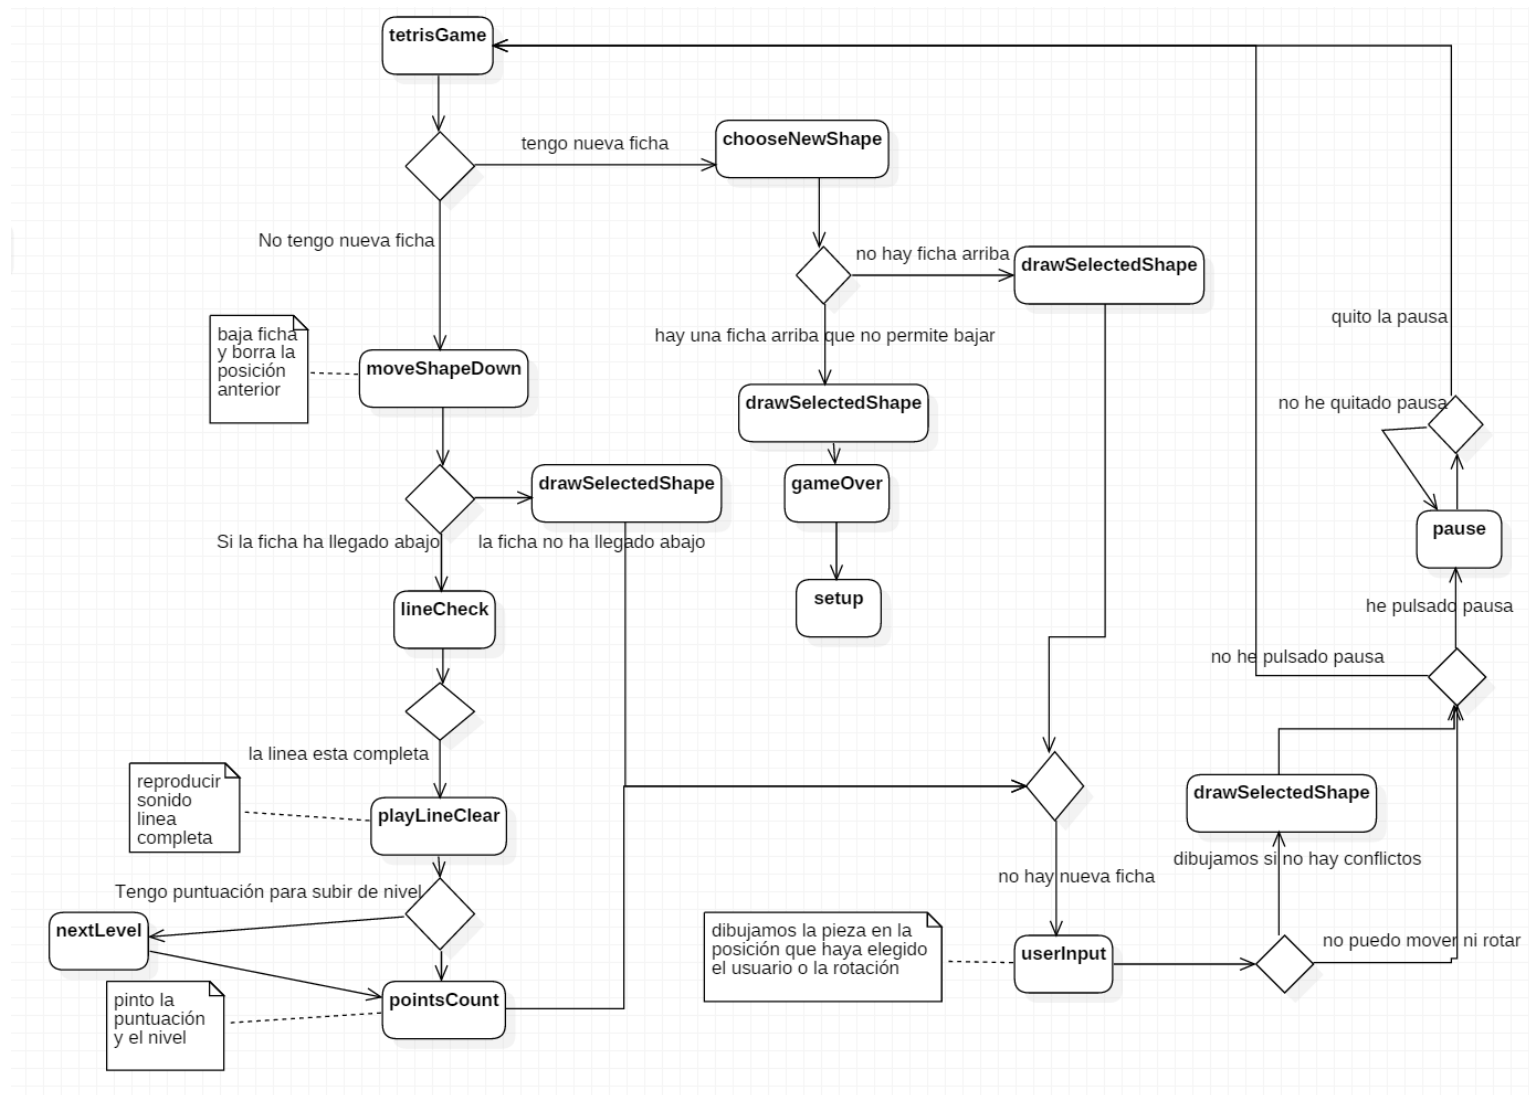 tetrisGame
tengo nueva ficha
chooseNewShape
No tengo nueva ficha
no hay ficha arriba
drawSelectedShape
quito la pausa
baja ficha
y borra la
posición
anterior
hay una ficha arriba que no permite bajar
moveShapeDown
drawSelectedShape
no he quitado pausa
drawSelectedShape
gameOver
pause
Si la ficha ha llegado abajo
la ficha no ha llegado abajo
lineCheck
setup
he pulsado pausa
no he pulsado pausa
la linea esta completa
reproducir
sonido
linea
completa
playLineClear
drawSelectedShape
dibujamos si no hay conflictos
no hay nueva ficha
Tengo puntuación para subir de nivel
nextLevel
dibujamos la pieza en la
posición que haya elegido
el usuario o la rotación
userInput
no puedo mover ni rotar
pinto la
puntuación
y el nivel
pointsCount